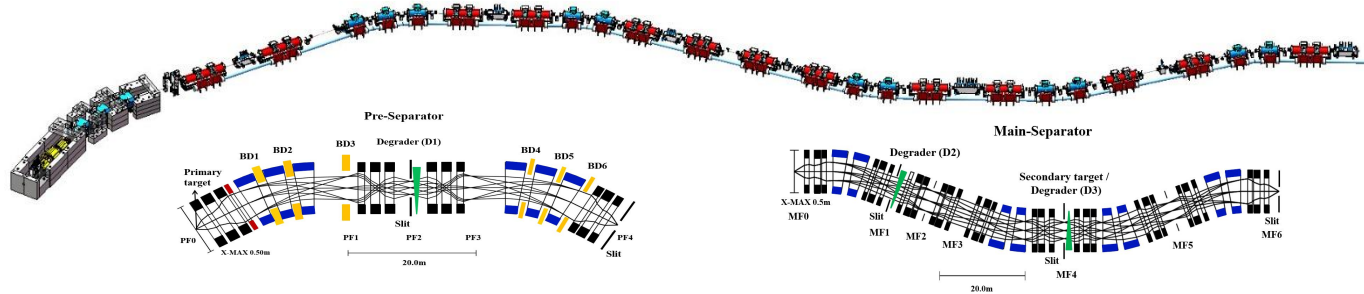 Pre-Separator
BD1
BD2
BD3
Degrader (D1)
BD4
BD5
BD6
Primary
target
PF0
X-MAX 0.50m
PF1
Slit
PF2
PF3
PF4
Slit
20.0m
Main-Separator
Degrader (D2)
Secondary target /
Degrader (D3)
X-MAX 0.5m
MF0
Slit
MF1
MF2
MF3
Slit
MF4
MF5
Slit
MF6
20.0m